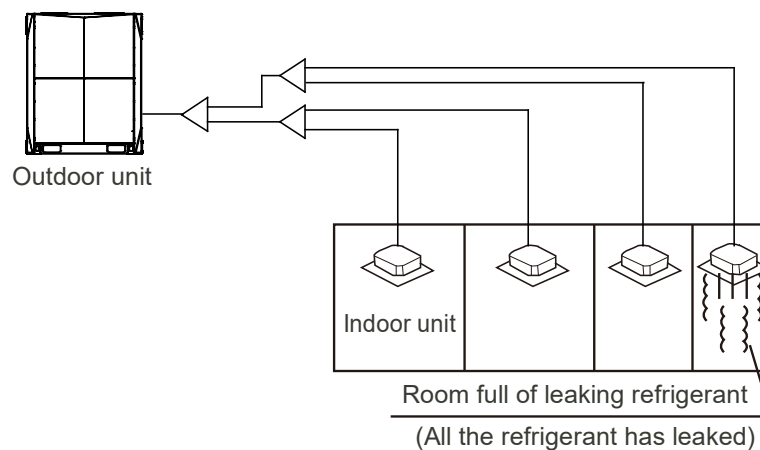 Outdoor unit
Indoor unit
Room full of leaking refrigerant
(All the refrigerant has leaked)